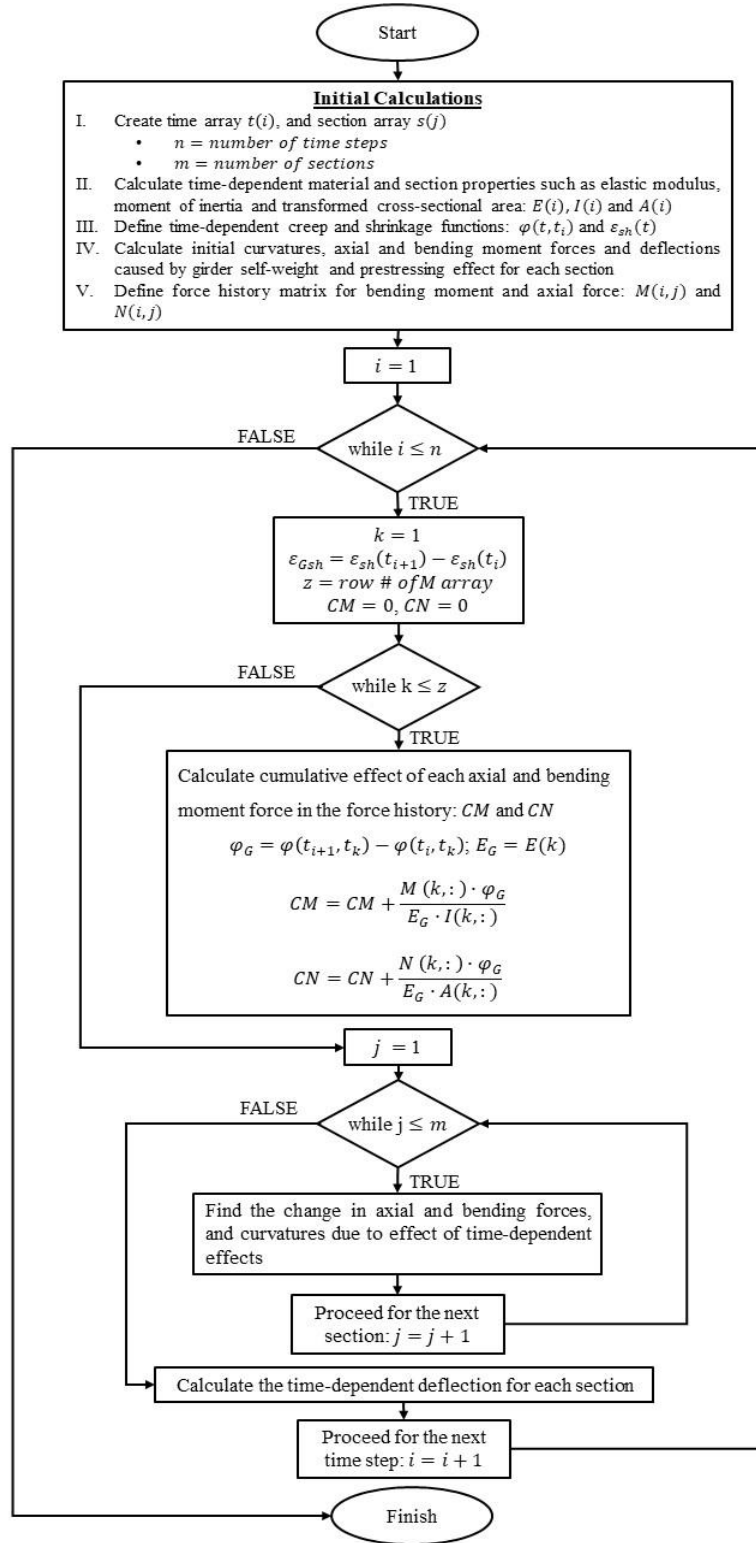 Start
Initial Calculations
I. Create time array t(i), and section array s(j)
• n = number of time steps
• m = number of sections
II. Calculate time-dependent material and section properties such as elastic modulus,
moment of inertia and transformed cross-sectional area: E(i), I(i) and A(i)
III. Define time-dependent creep and shrinkage functions: φ(t, t_i) and ε_sh(t)
IV. Calculate initial curvatures, axial and bending moment forces and deflections
caused by girder self-weight and prestressing effect for each section
V. Define force history matrix for bending moment and axial force: M(i, j) and
N(i, j)
i = 1
while i ≤ n
FALSE
TRUE
k = 1
ε_Gsh = ε_sh(t_{i+1}) − ε_sh(t_i)
z = row # of M array
CM = 0, CN = 0
while k ≤ z
FALSE
TRUE
Calculate cumulative effect of each axial and bending
moment force in the force history: CM and CN
φ_G = φ(t_{i+1}, t_k) − φ(t_i, t_k); E_G = E(k)
CM = CM + M (k, : ) · φ_G / E_G · I(k, : )
CN = CN + N (k, : ) · φ_G / E_G · A(k, : )
j = 1
while j ≤ m
FALSE
TRUE
Find the change in axial and bending forces,
and curvatures due to effect of time-dependent
effects
Proceed for the next
section: j = j + 1
Calculate the time-dependent deflection for each section
Proceed for the next
time step: i = i + 1
Finish